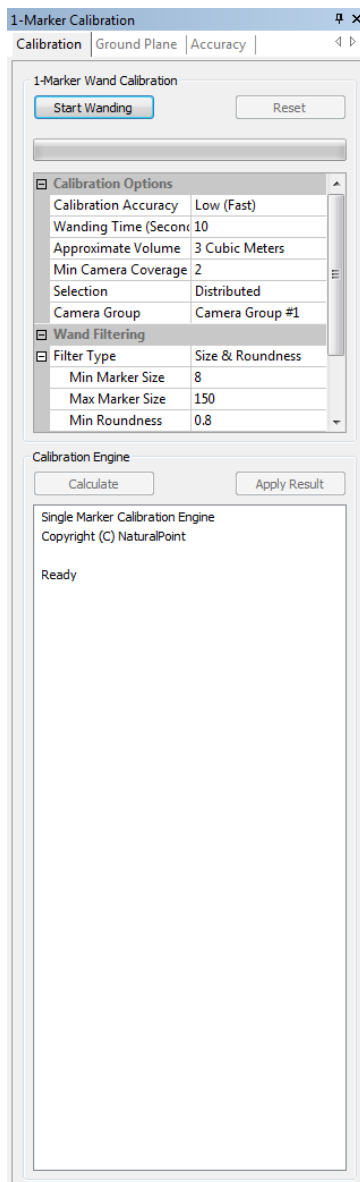 1-Marker Calibration
Calibration Ground Plane Accuracy
1-Marker Wand Calibration
Start Wanding Reset
Calibration Options
Calibration Accuracy Low (Fast)
Wanding Time (Secon 10
Approximate Volume 3 Cubic Meters
Min Camera Coverage 2
Selection Distributed
Camera Group Camera Group #1
Wand Filtering
Filter Type Size & Roundness
Min Marker Size 8
Max Marker Size 150
Min Roundness 0.8
Calibration Engine
Calculate Apply Result
Single Marker Calibration Engine
Copyright (C) NaturalPoint
Ready